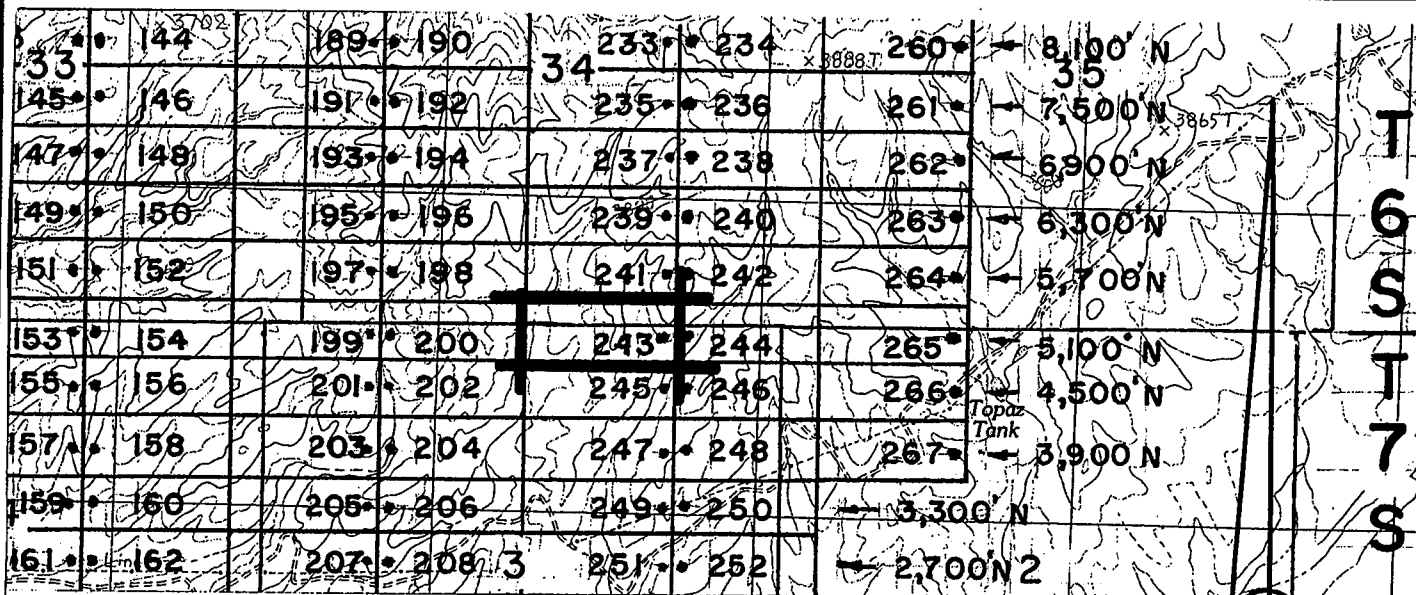 3702
144 189 190 233 234 260 8,100' N
33 34 ×3888T 35
145 146 191 192 235 236 261 7,500' N
×3865T
147 148 193 194 237 238 262 6,900' N
149 150 195 196 239 240 263 6,300' N
151 152 197 198 241 242 264 5,700' N
153 154 199 200 243 244 265 5,100' N
155 156 201 202 245 246 266 4,500' N
Topaz
Tank
157 158 203 204 247 248 267 3,900' N
159 160 205 206 249 250 3,300' N
161 162 207 208 3 251 252 2,700' N 2
T
6
S
T
7
S